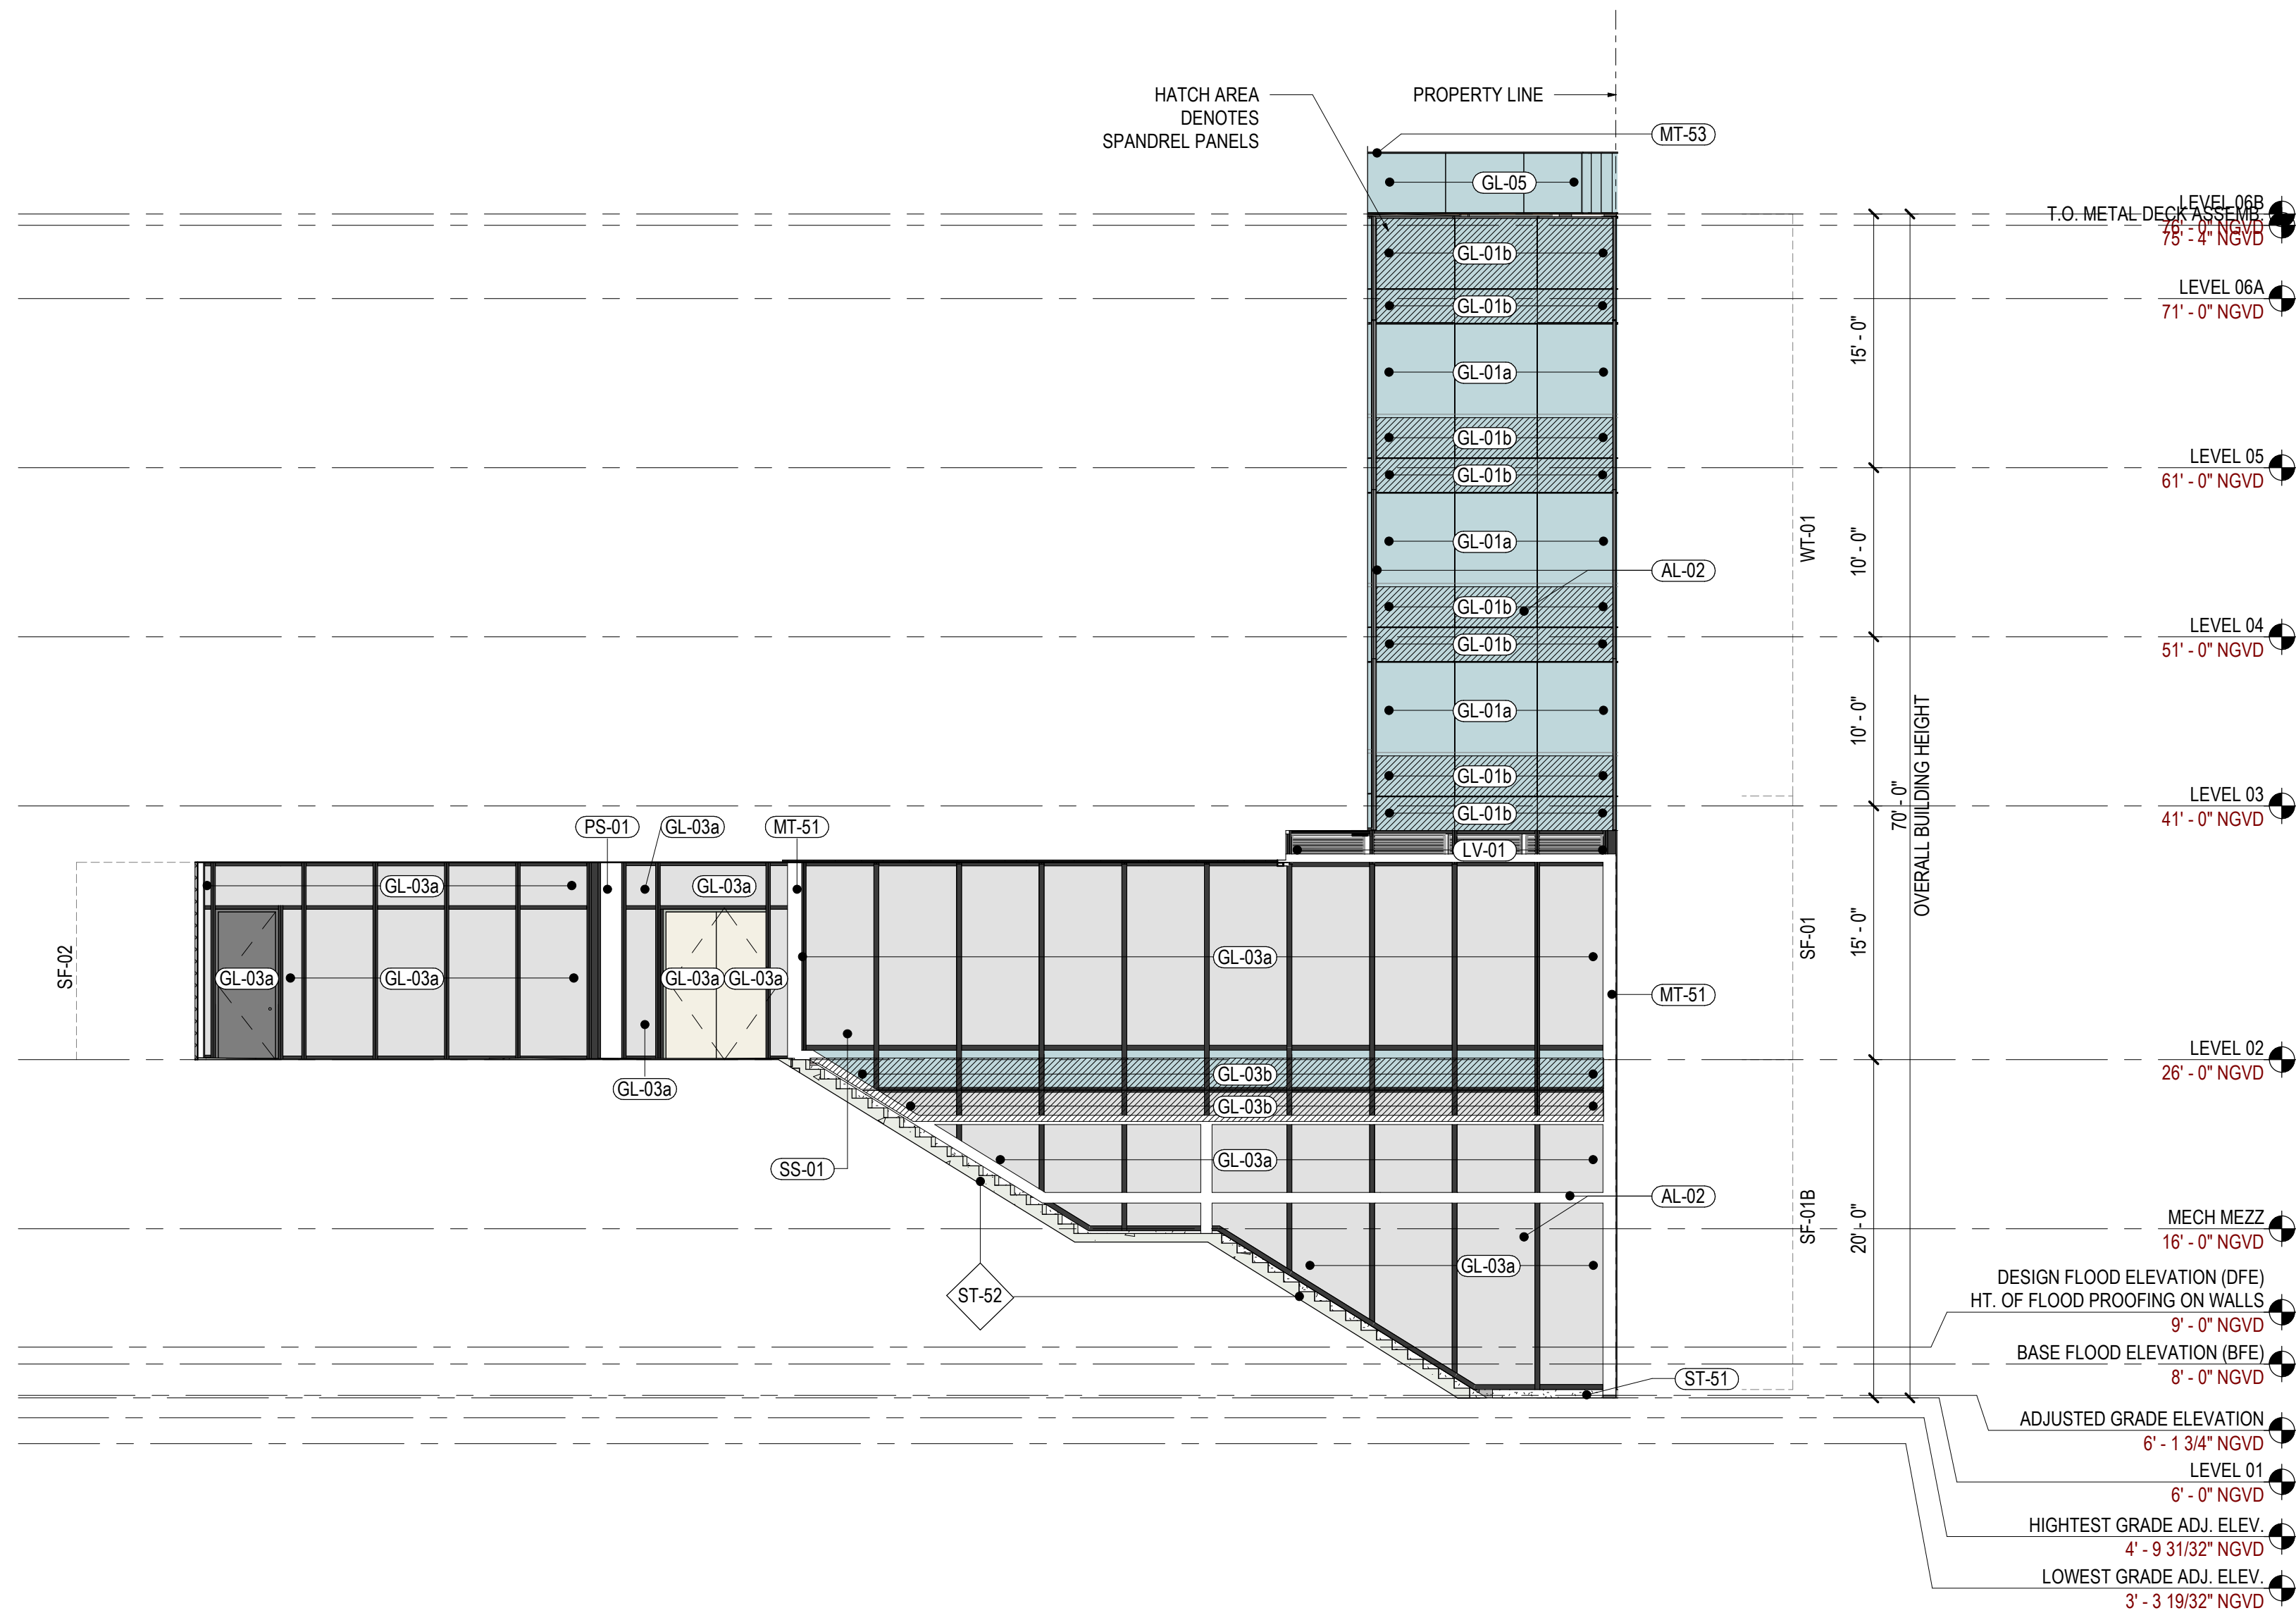 HATCH AREA
DENOTES
SPANDREL PANELS
PROPERTY LINE
MT-53
GL-05
LEVEL 06B
76' - 0" NGVD
T.O. METAL DECK ASSEMB.
75' - 4" NGVD
GL-01b
LEVEL 06A
71' - 0" NGVD
GL-01b
15' - 0"
GL-01a
GL-01b
LEVEL 05
61' - 0" NGVD
GL-01b
WT-01
10' - 0"
GL-01a
AL-02
GL-01b
LEVEL 04
51' - 0" NGVD
GL-01b
GL-01a
10' - 0"
OVERALL BUILDING HEIGHT
70' - 0"
GL-01b
LEVEL 03
41' - 0" NGVD
GL-01b
PS-01
GL-03a
MT-51
LV-01
GL-03a
GL-03a
SF-02
GL-03a
GL-03a
GL-03a
GL-03a
GL-03a
SF-01
15' - 0"
MT-51
LEVEL 02
26' - 0" NGVD
GL-03a
GL-03b
GL-03b
SS-01
GL-03a
AL-02
SF-01B
20' - 0"
MECH MEZZ
16' - 0" NGVD
GL-03a
ST-52
DESIGN FLOOD ELEVATION (DFE)
HT. OF FLOOD PROOFING ON WALLS
9' - 0" NGVD
BASE FLOOD ELEVATION (BFE)
8' - 0" NGVD
ST-51
ADJUSTED GRADE ELEVATION
6' - 1 3/4" NGVD
LEVEL 01
6' - 0" NGVD
HIGHTEST GRADE ADJ. ELEV.
4' - 9 31/32" NGVD
LOWEST GRADE ADJ. ELEV.
3' - 3 19/32" NGVD